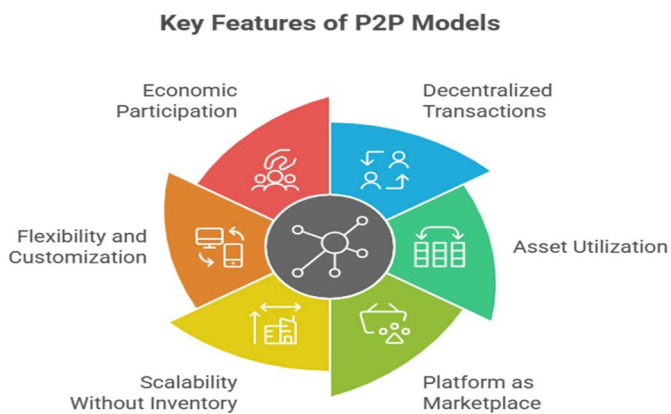 Key Features of P2P Models
Economic
Participation
Decentralized
Transactions
Flexibility and
Customization
Asset Utilization
Scalability
Without Inventory
Platform as
Marketplace